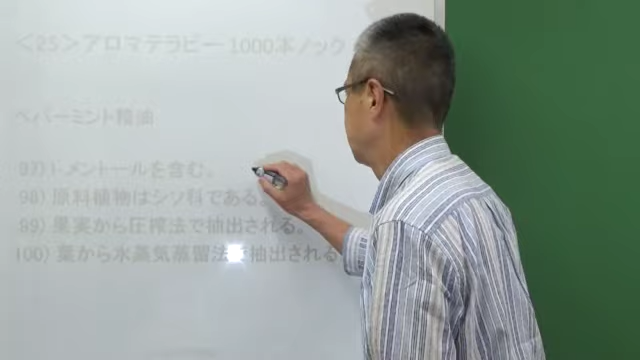 <25>アロマテラピー 1000本ノック
ペパーミント精油
97) l-メントールを含む。
98) 原料植物はシソ科である。
99) 果実から圧搾法で抽出される。
100) 葉から水蒸気蒸留法で抽出される